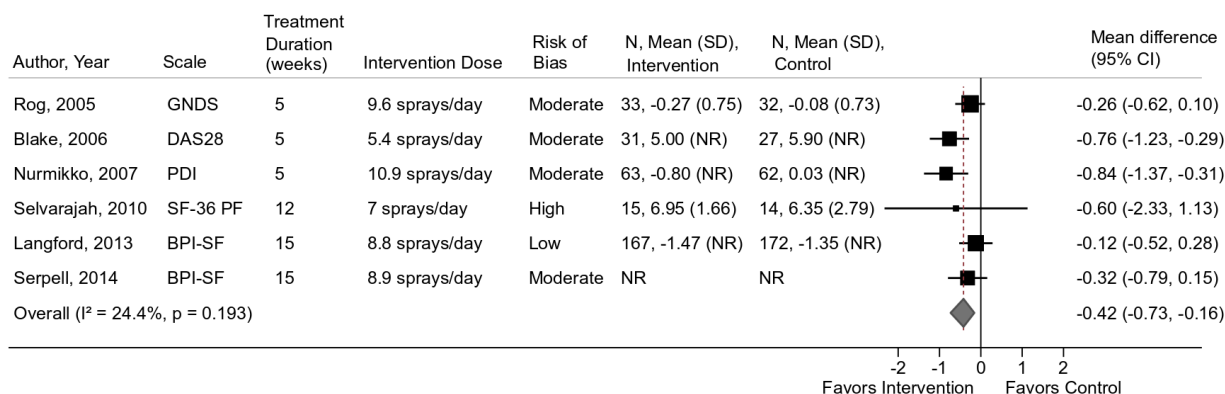 Author, Year Scale Treatment Duration (weeks) Intervention Dose Risk of Bias N, Mean (SD), Intervention N, Mean (SD), Control Mean difference (95% CI)
Rog, 2005 GNDS 5 9.6 sprays/day Moderate 33, -0.27 (0.75) 32, -0.08 (0.73) -0.26 (-0.62, 0.10)
Blake, 2006 DAS28 5 5.4 sprays/day Moderate 31, 5.00 (NR) 27, 5.90 (NR) -0.76 (-1.23, -0.29)
Nurmikko, 2007 PDI 5 10.9 sprays/day Moderate 63, -0.80 (NR) 62, 0.03 (NR) -0.84 (-1.37, -0.31)
Selvarajah, 2010 SF-36 PF 12 7 sprays/day High 15, 6.95 (1.66) 14, 6.35 (2.79) -0.60 (-2.33, 1.13)
Langford, 2013 BPI-SF 15 8.8 sprays/day Low 167, -1.47 (NR) 172, -1.35 (NR) -0.12 (-0.52, 0.28)
Serpell, 2014 BPI-SF 15 8.9 sprays/day Moderate NR NR -0.32 (-0.79, 0.15)
Overall (I² = 24.4%, p = 0.193) -0.42 (-0.73, -0.16)
-2 -1 0 1 2
Favors Intervention Favors Control